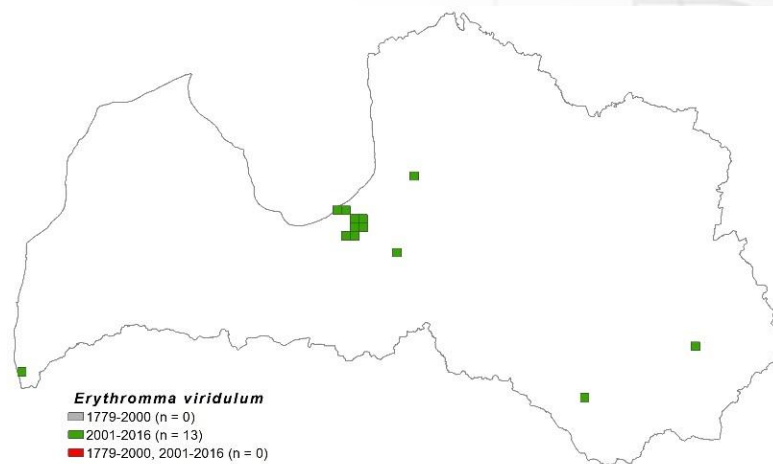 Erythromma viridulum
1779-2000 (n = 0)
2001-2016 (n = 13)
1779-2000, 2001-2016 (n = 0)